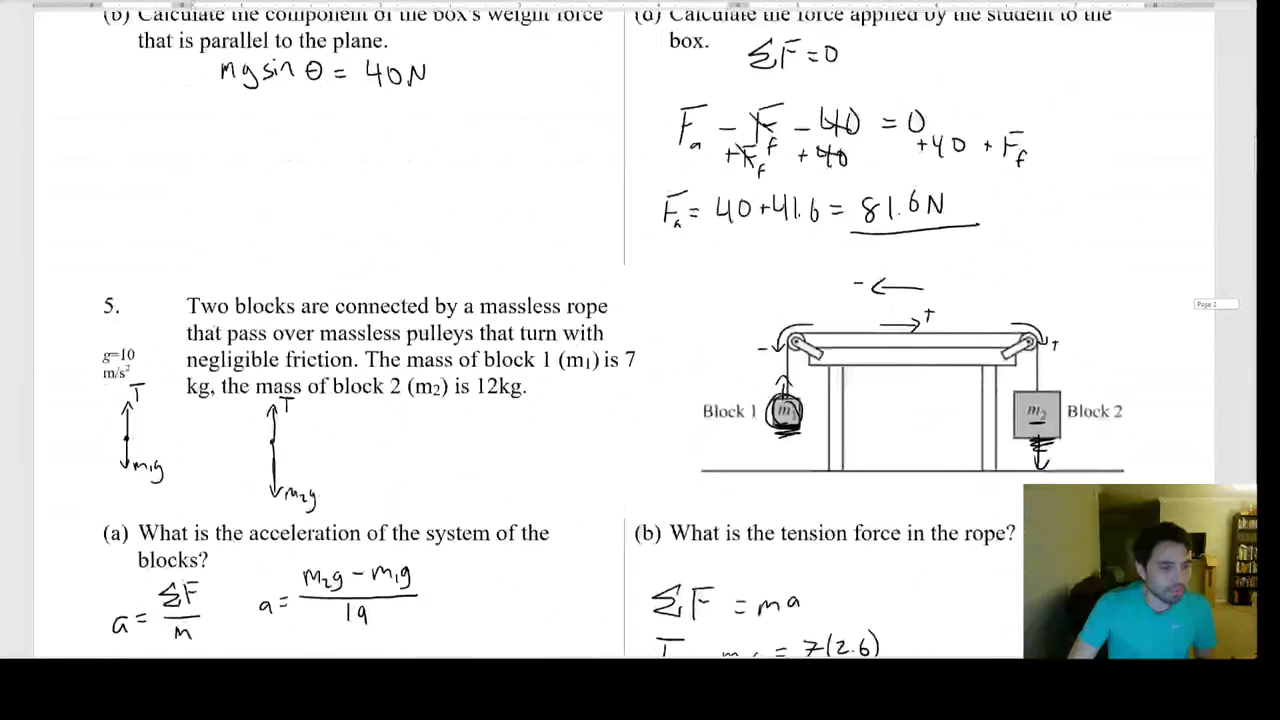 (b) Calculate the component of the box's weight force
that is parallel to the plane.
mg sin θ = 40N
(d) Calculate the force applied by the student to the
box.
ΣF = 0
Fa - Ff - 40 = 0
+Ff +40 +40 + Ff
Fa = 40+41.6 = 81.6N
Page 2
5.
g=10
m/s²
Two blocks are connected by a massless rope
that pass over massless pulleys that turn with
negligible friction. The mass of block 1 (m1) is 7
kg, the mass of block 2 (m2) is 12kg.
T
m1g
T
m2g
-
+
-
+
Block 1
m1
m2
Block 2
(a) What is the acceleration of the system of the
blocks?
a = ΣF/m
a = m2g - m1g / 19
(b) What is the tension force in the rope?
ΣF = ma
= 7(2.6)